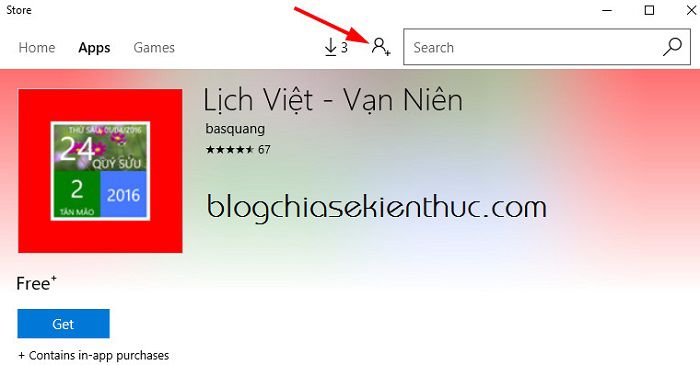 Store
Home Apps Games 3 Search
Lịch Việt - Vạn Niên
basquang
67
THỨ SÁU, 01/04/2016
24
QUÝ SỬU
2
2016
TÂN MÃO
blogchiasekienthuc.com
Free+
Get
+ Contains in-app purchases